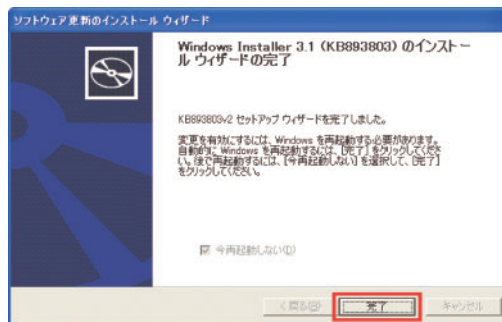 ソフトウェア更新のインストール ウィザード
Windows Installer 3.1 (KB893803) のインストー
ル ウィザードの完了
KB893803v2 セットアップ ウィザードを完了しました。
変更を有効にするには、Windows を再起動する必要があります。
自動的に Windows を再起動するには、[完了] をクリックしてくださ
い。後で再起動するには、[今再起動しない] を選択して、[完了]
をクリックしてください。
今再起動しない(D)
< 戻る(B)
完了
キャンセル